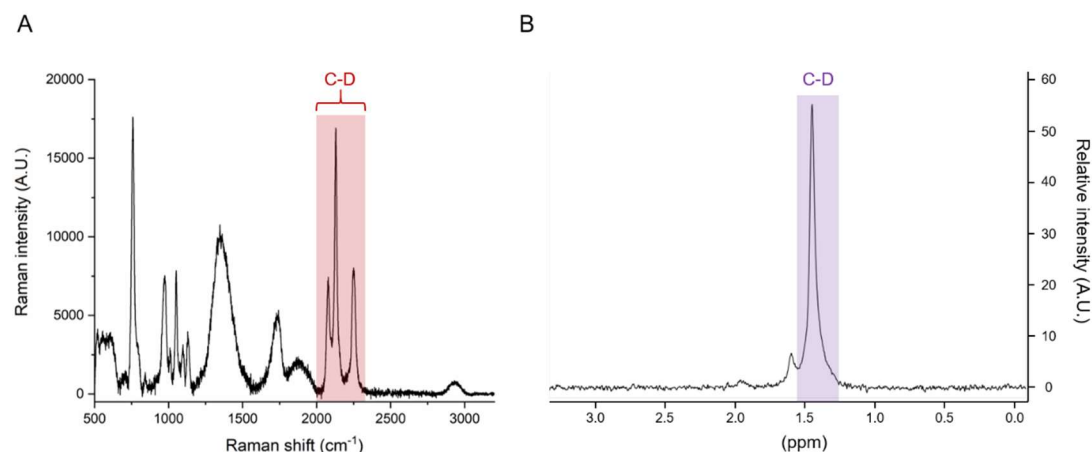 A
C-D
20000
15000
10000
5000
0
Raman intensity (A.U.)
500 1000 1500 2000 2500 3000
Raman shift (cm⁻¹)
B
C-D
60
50
40
30
20
10
0
Relative intensity (A.U.)
3.0 2.5 2.0 1.5 1.0 0.5 0.0
(ppm)